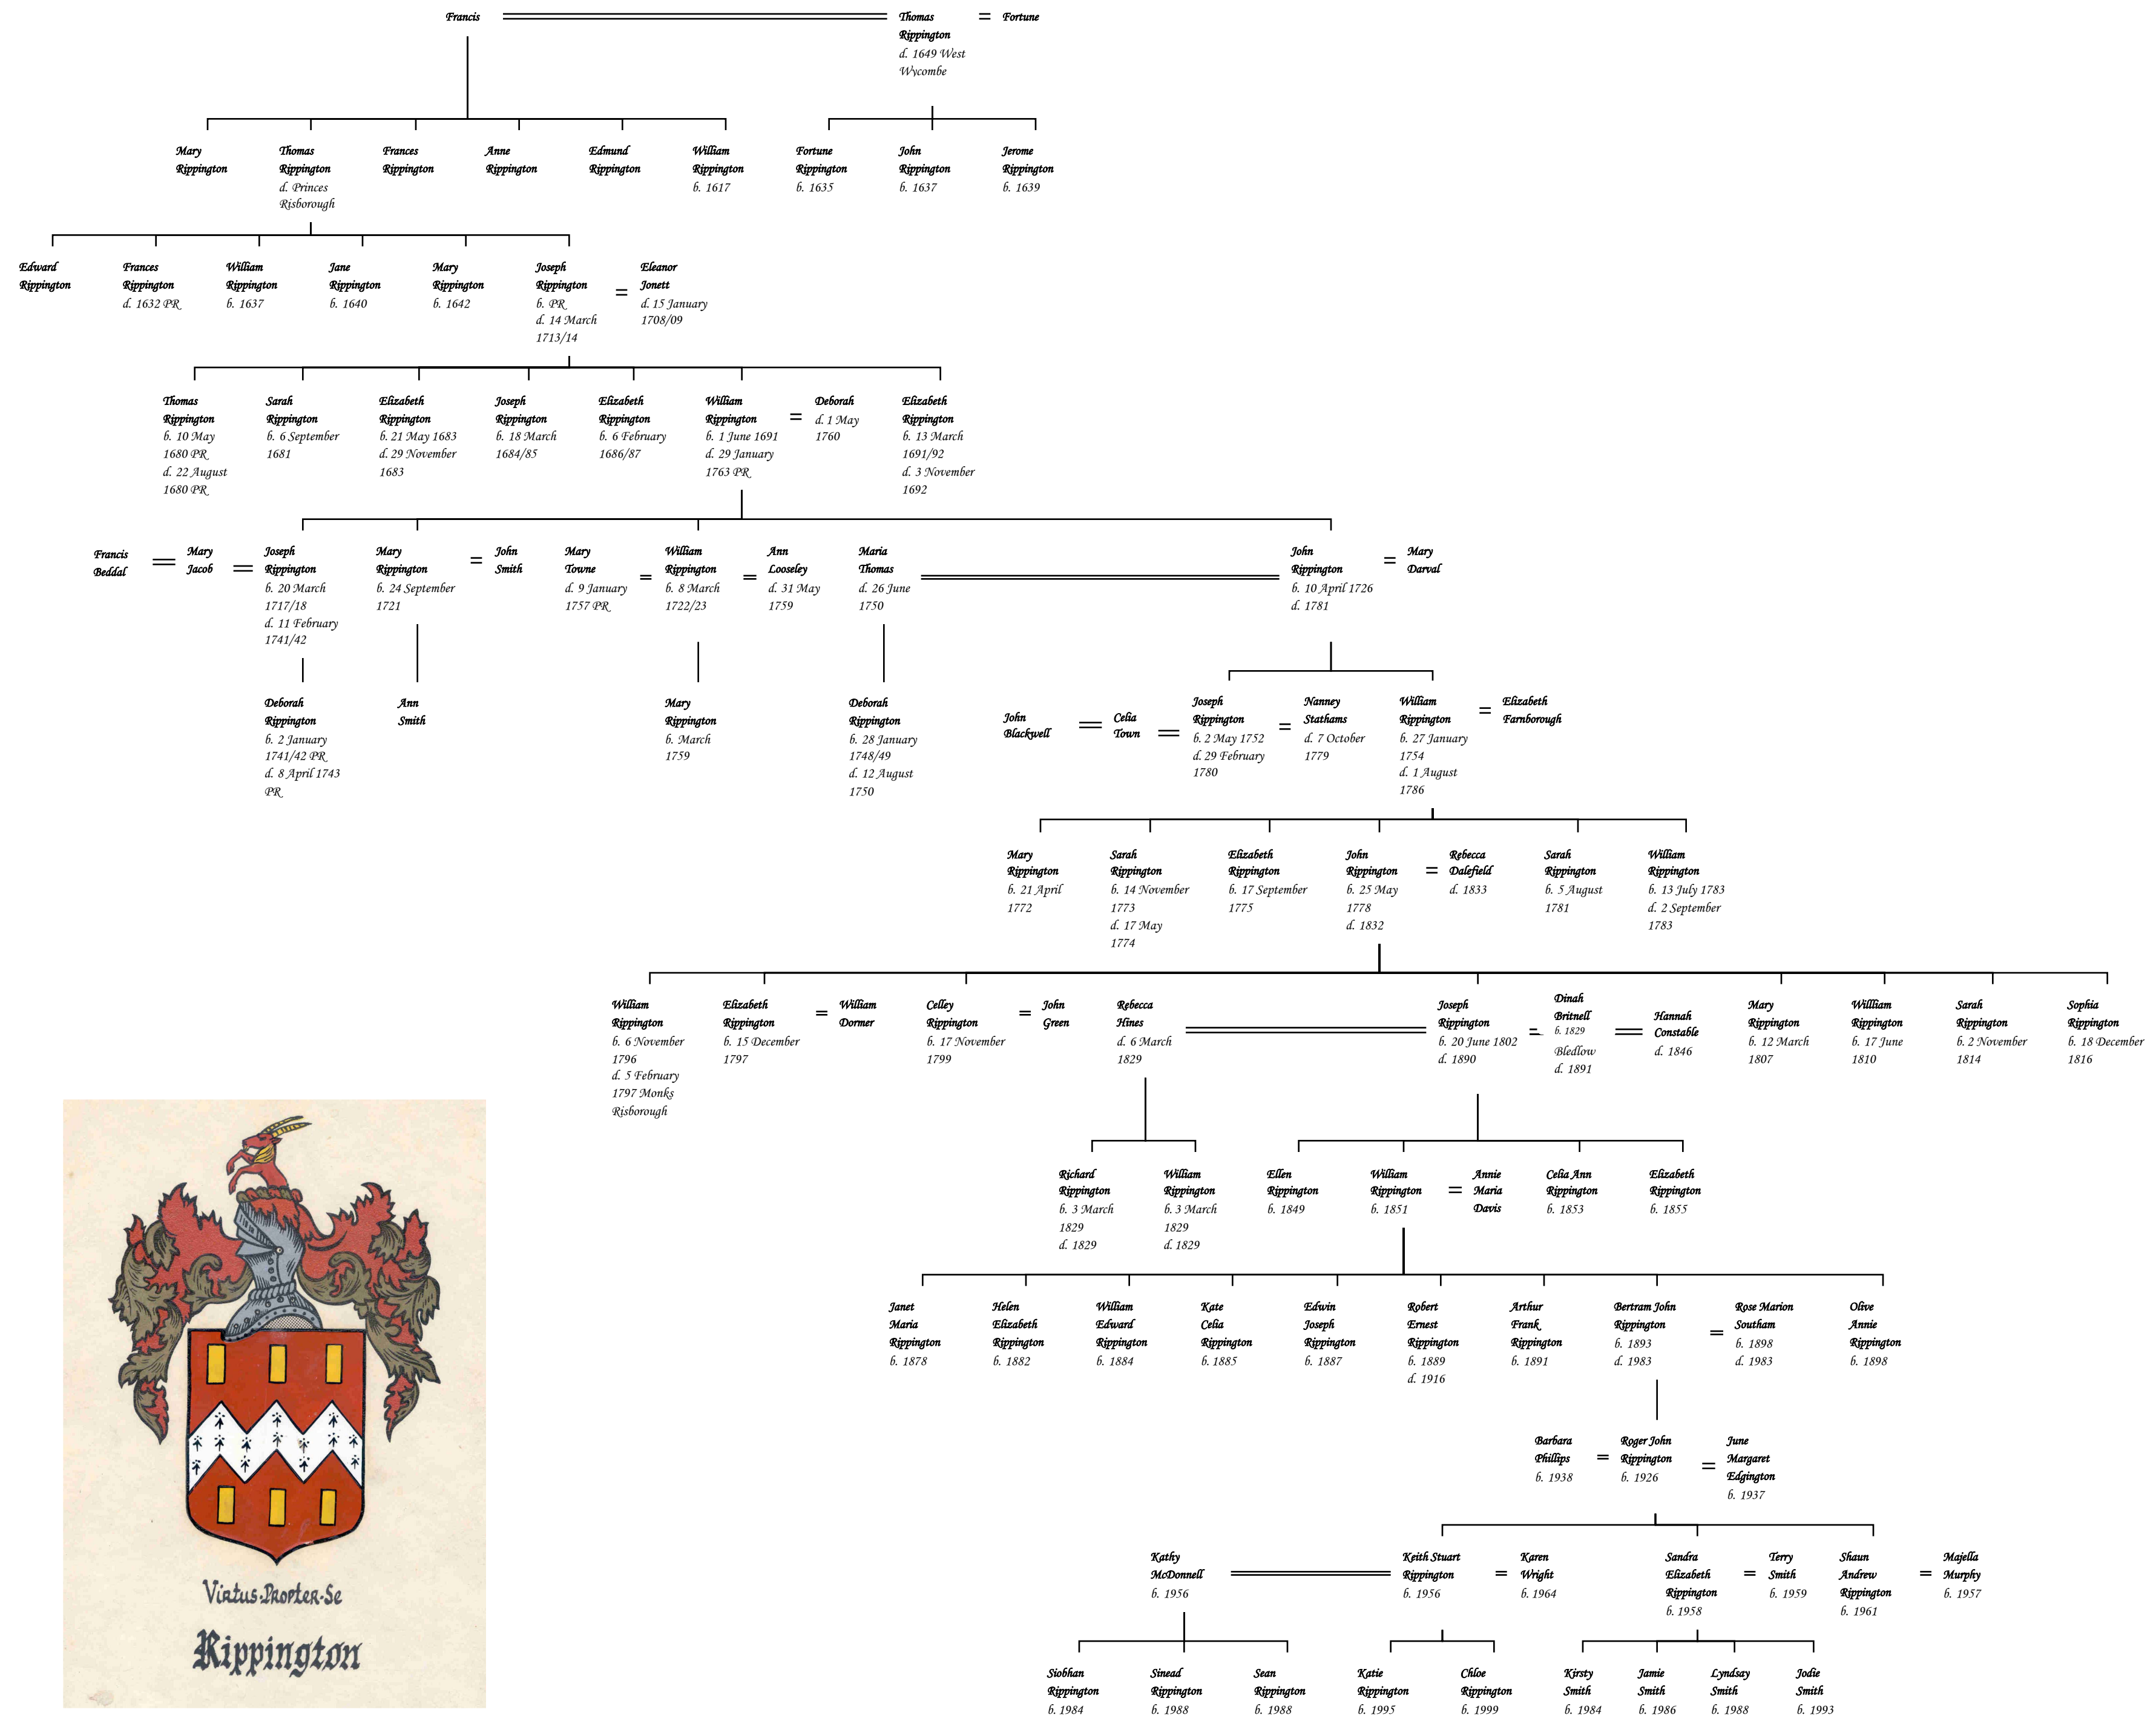 Francis
Thomas
Rippington
d. 1649 West
Wycombe
Fortune
Mary
Rippington
Thomas
Rippington
d. Princes
Risborough
Frances
Rippington
Anne
Rippington
Edmund
Rippington
William
Rippington
b. 1617
Fortune
Rippington
b. 1635
John
Rippington
b. 1637
Jerome
Rippington
b. 1639
Edward
Rippington
Frances
Rippington
d. 1632 PR
William
Rippington
b. 1637
Jane
Rippington
b. 1640
Mary
Rippington
b. 1642
Joseph
Rippington
b. PR
d. 14 March
1713/14
=
Eleanor
Jonett
d. 15 January
1708/09
Thomas
Rippington
b. 10 May
1680 PR
d. 22 August
1680 PR
Sarah
Rippington
b. 6 September
1681
Elizabeth
Rippington
b. 21 May 1683
d. 29 November
1683
Joseph
Rippington
b. 18 March
1684/85
Elizabeth
Rippington
b. 6 February
1686/87
William
Rippington
b. 1 June 1691
d. 29 January
1763 PR
=
Deborah
d. 1 May
1760
Elizabeth
Rippington
b. 13 March
1691/92
d. 3 November
1692
Francis
Beddal
Mary
Jacob
Joseph
Rippington
b. 20 March
1717/18
d. 11 February
1741/42
Mary
Rippington
b. 24 September
1721
=
John
Smith
Mary
Towne
d. 9 January
1757 PR
=
William
Rippington
b. 8 March
1722/23
=
Ann
Looseley
d. 31 May
1759
Maria
Thomas
d. 26 June
1750
John
Rippington
b. 10 April 1726
d. 1781
=
Mary
Darval
Deborah
Rippington
b. 2 January
1741/42 PR
d. 8 April 1743
PR
Ann
Smith
Mary
Rippington
b. March
1759
Deborah
Rippington
b. 28 January
1748/49
d. 12 August
1750
John
Blackwell
Celia
Town
Joseph
Rippington
b. 2 May 1752
d. 29 February
1780
=
Nanney
Stathams
d. 7 October
1779
William
Rippington
b. 27 January
1754
d. 1 August
1786
=
Elizabeth
Farnborough
Mary
Rippington
b. 21 April
1772
Sarah
Rippington
b. 14 November
1773
d. 17 May
1774
Elizabeth
Rippington
b. 17 September
1775
John
Rippington
b. 25 May
1778
d. 1832
=
Rebecca
Dalefield
d. 1833
Sarah
Rippington
b. 5 August
1781
William
Rippington
b. 13 July 1783
d. 2 September
1783
William
Rippington
b. 6 November
1796
d. 5 February
1797 Monks
Risborough
Elizabeth
Rippington
b. 15 December
1797
=
William
Dormer
Celley
Rippington
b. 17 November
1799
=
John
Green
Rebecca
Hines
d. 6 March
1829
Joseph
Rippington
b. 20 June 1802
d. 1890
=
Dinah
Britnell
b. 1829
Bledlow
d. 1891
Hannah
Constable
d. 1846
Mary
Rippington
b. 12 March
1807
Willliam
Rippington
b. 17 June
1810
Sarah
Rippington
b. 2 November
1814
Sophia
Rippington
b. 18 December
1816
Richard
Rippington
b. 3 March
1829
d. 1829
William
Rippington
b. 3 March
1829
d. 1829
Ellen
Rippington
b. 1849
William
Rippington
b. 1851
=
Annie
Maria
Davis
Celia Ann
Rippington
b. 1853
Elizabeth
Rippington
b. 1855
Janet
Maria
Rippington
b. 1878
Helen
Elizabeth
Rippington
b. 1882
William
Edward
Rippington
b. 1884
Kate
Celia
Rippington
b. 1885
Edwin
Joseph
Rippington
b. 1887
Robert
Ernest
Rippington
b. 1889
d. 1916
Arthur
Frank
Rippington
b. 1891
Bertram John
Rippington
b. 1893
d. 1983
=
Rose Marion
Southam
b. 1898
d. 1983
Olive
Annie
Rippington
b. 1898
Barbara
Phillips
b. 1938
=
Roger John
Rippington
b. 1926
=
June
Margaret
Edgington
b. 1937
Kathy
McDonnell
b. 1956
Keith Stuart
Rippington
b. 1956
=
Karen
Wright
b. 1964
Sandra
Elizabeth
Rippington
b. 1958
=
Terry
Smith
b. 1959
Shaun
Andrew
Rippington
b. 1961
=
Majella
Murphy
b. 1957
Siobhan
Rippington
b. 1984
Sinead
Rippington
b. 1988
Sean
Rippington
b. 1988
Katie
Rippington
b. 1995
Chloe
Rippington
b. 1999
Kirsty
Smith
b. 1984
Jamie
Smith
b. 1986
Lyndsay
Smith
b. 1988
Jodie
Smith
b. 1993
Virtus-Propter-Se
Rippington